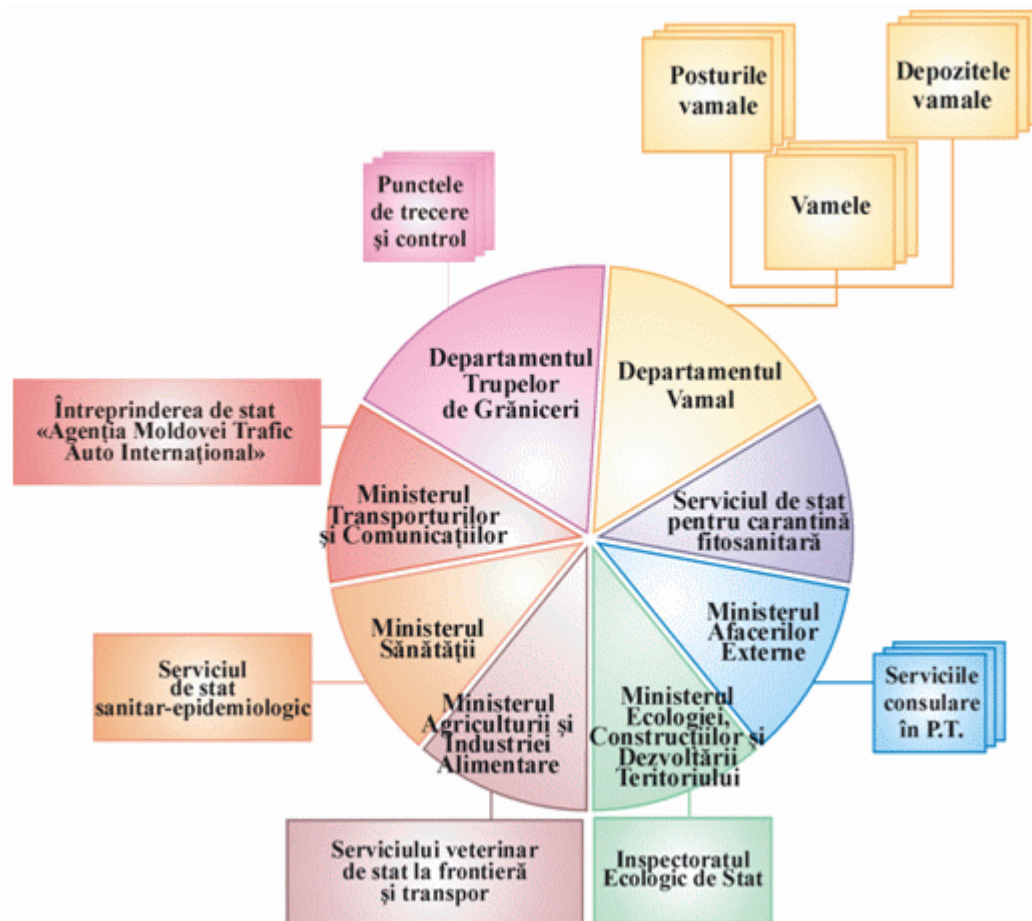 Posturile
vamale
Depozitele
vamale
Vamele
Punctele
de trecere
şi control
Departamentul
Trupelor
de Grăniceri
Departamentul
Vamal
Întreprinderea de stat
«Agenţia Moldovei Trafic
Auto Internaţional»
Ministerul
Transporturilor
şi Comunicaţiilor
Serviciul de stat
pentru carantină
fitosanitară
Ministerul
Sănătăţii
Ministerul
Afacerilor
Externe
Serviciul
de stat
sanitar-epidemiologic
Serviciile
consulare
în P.T.
Ministerul
Agriculturii şi
Industriei
Alimentare
Ministerul
Ecologiei,
Construcţiilor şi
Dezvoltării
Teritoriului
Serviciului veterinar
de stat la frontieră
şi transpor
Inspectoratul
Ecologic de Stat